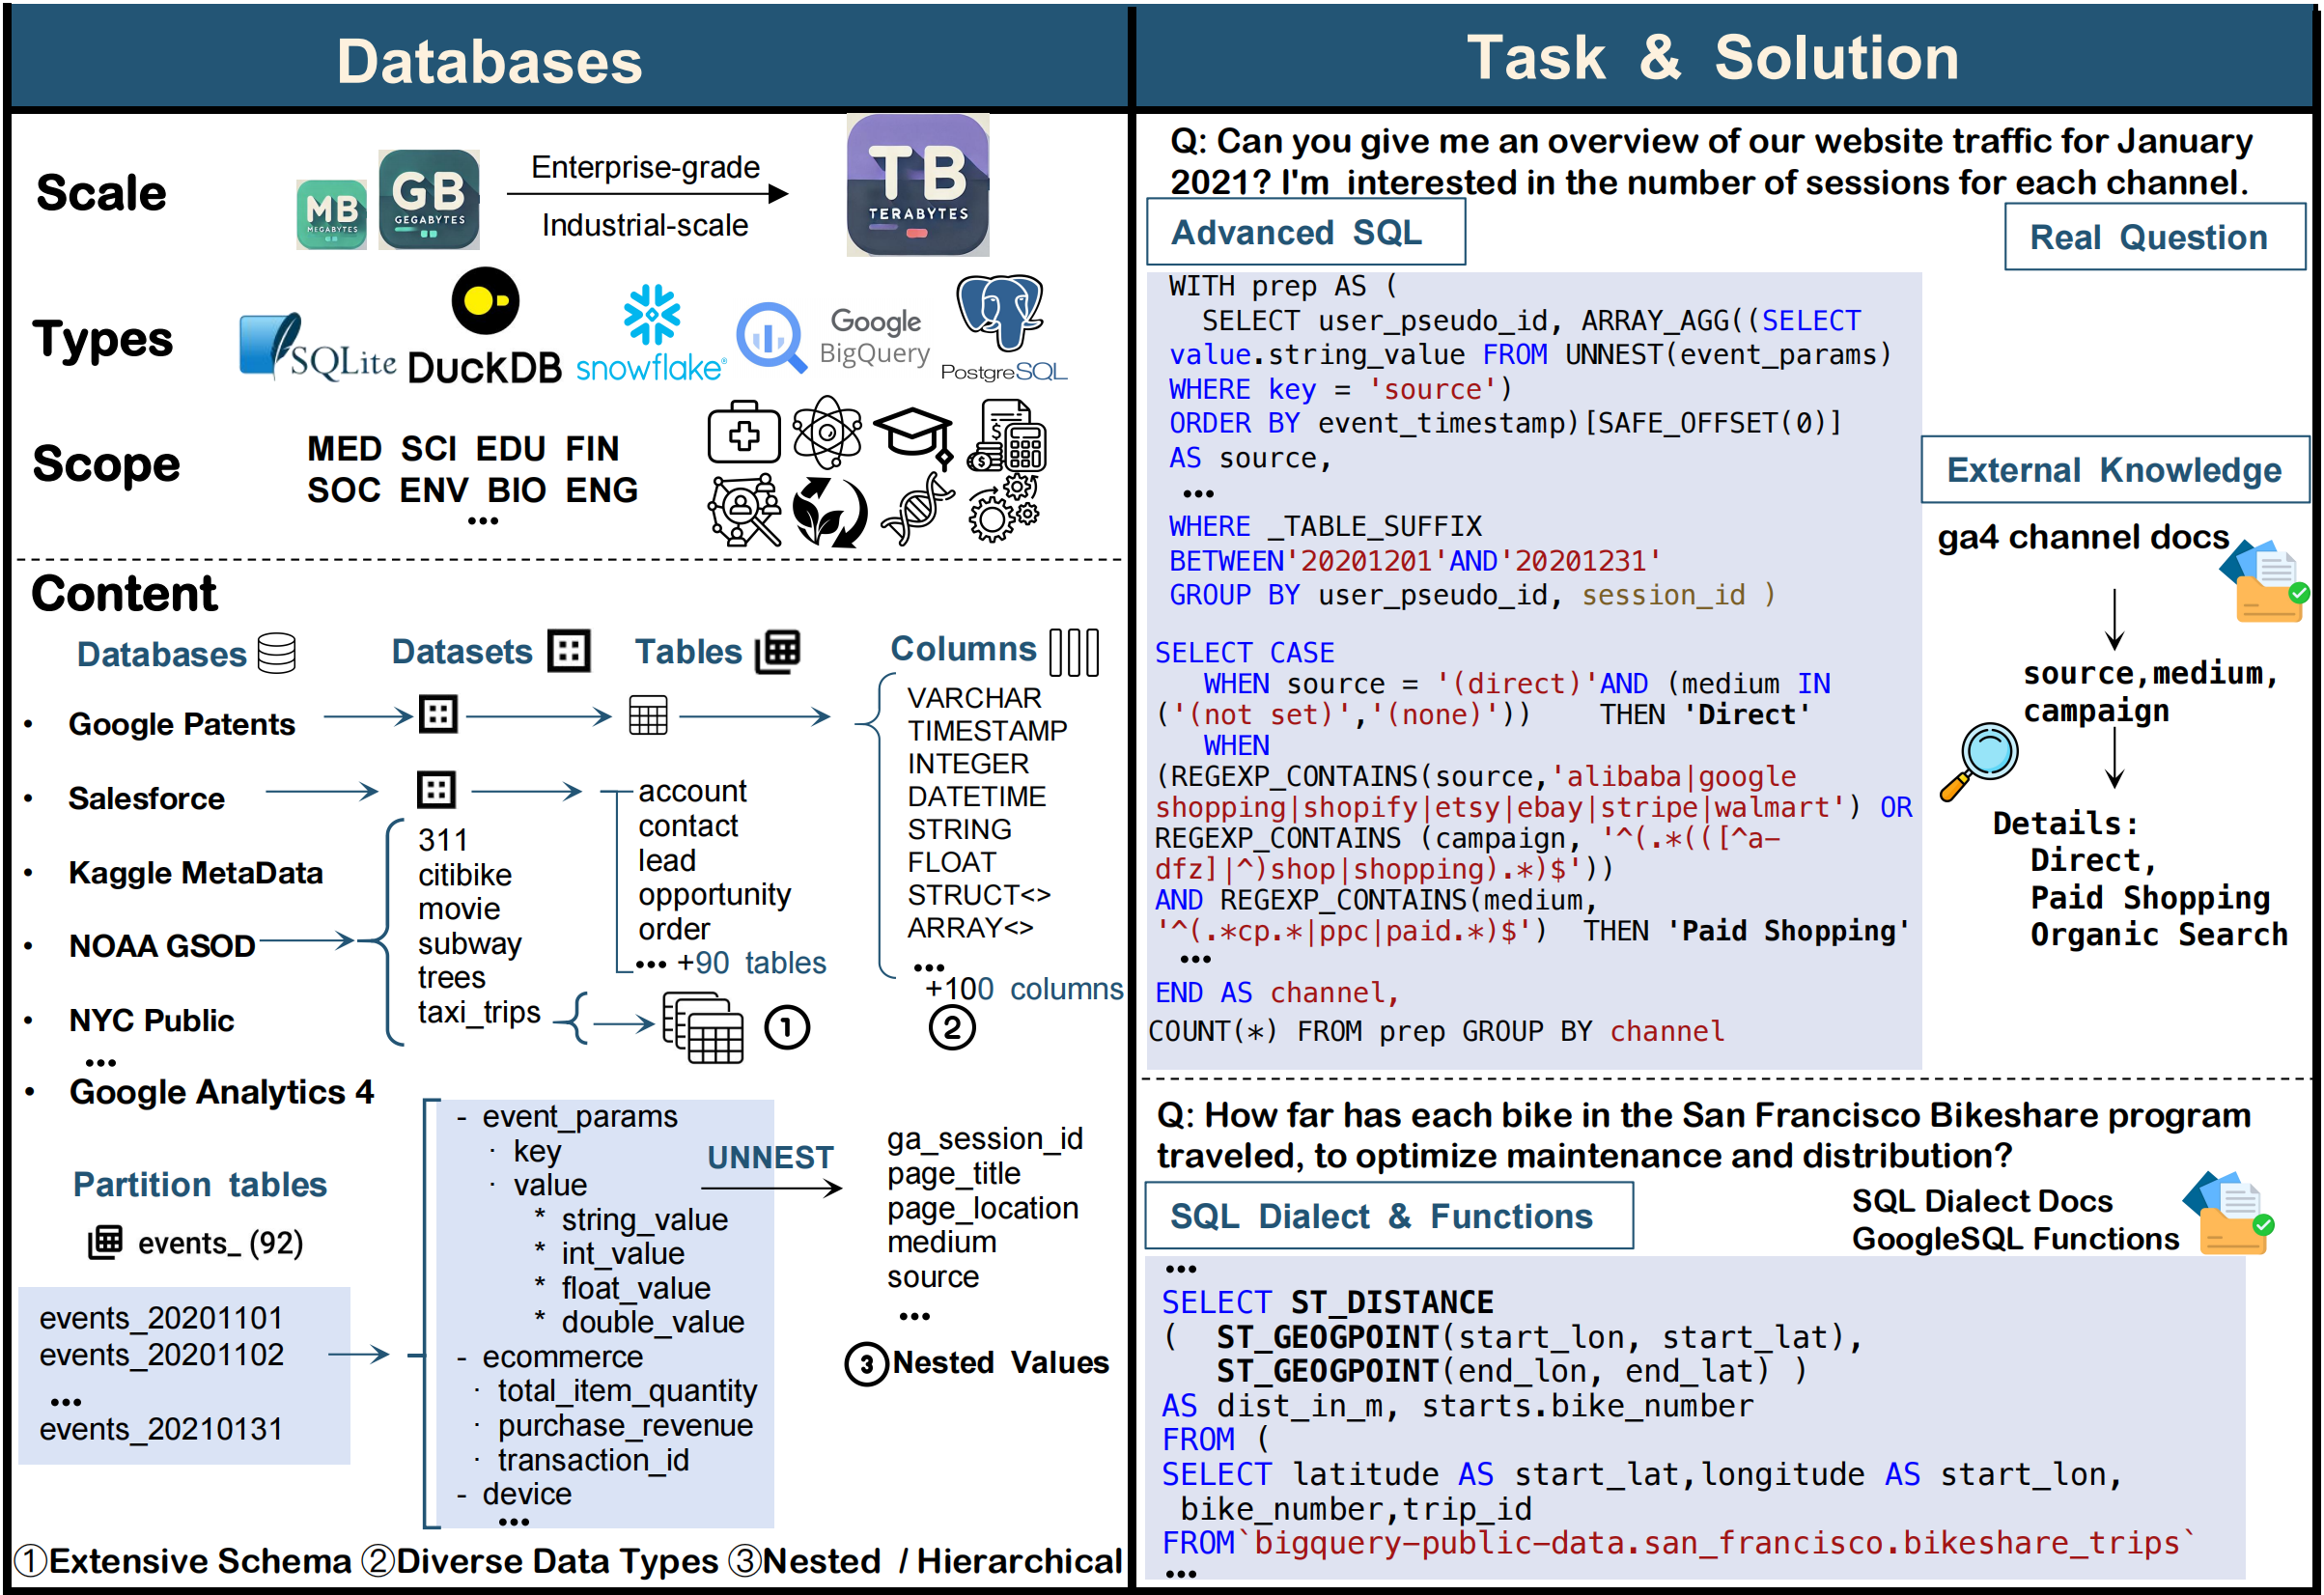 Databases
Scale
MB
MEGABYTES
GB
GEGABYTES
Enterprise-grade
Industrial-scale
TB
TERABYTES
Types
SQLite
DuckDB
snowflake®
Google
BigQuery
PostgreSQL
Scope
MED SCI EDU FIN
SOC ENV BIO ENG
...
Content
Databases
Datasets
Tables
Columns
• Google Patents
• Salesforce
• Kaggle MetaData
• NOAA GSOD
• NYC Public
...
• Google Analytics 4
311
citibike
movie
subway
trees
taxi_trips
account
contact
lead
opportunity
order
... +90 tables
①
VARCHAR
TIMESTAMP
INTEGER
DATETIME
STRING
FLOAT
STRUCT<>
ARRAY<>
...
+100 columns
②
Partition tables
events_ (92)
events_20201101
events_20201102
...
events_20210131
- event_params
· key
· value
* string_value
* int_value
* float_value
* double_value
- ecommerce
· total_item_quantity
· purchase_revenue
· transaction_id
- device
...
UNNEST
ga_session_id
page_title
page_location
medium
source
...
③Nested Values
①Extensive Schema ②Diverse Data Types ③Nested / Hierarchical
Task & Solution
Q: Can you give me an overview of our website traffic for January
2021? I'm interested in the number of sessions for each channel.
Advanced SQL
Real Question
WITH prep AS (
SELECT user_pseudo_id, ARRAY_AGG((SELECT
value.string_value FROM UNNEST(event_params)
WHERE key = 'source')
ORDER BY event_timestamp)[SAFE_OFFSET(0)]
AS source,
...
WHERE _TABLE_SUFFIX
BETWEEN'20201201'AND'20201231'
GROUP BY user_pseudo_id, session_id )
SELECT CASE
WHEN source = '(direct)'AND (medium IN
('(not set)','(none)')) THEN 'Direct'
WHEN
(REGEXP_CONTAINS(source,'alibaba|google
shopping|shopify|etsy|ebay|stripe|walmart') OR
REGEXP_CONTAINS (campaign, '^(.*(([^a-
dfz]|^)shop|shopping).*)$'))
AND REGEXP_CONTAINS(medium,
'^(.*cp.*|ppc|paid.*)$') THEN 'Paid Shopping'
...
END AS channel,
COUNT(*) FROM prep GROUP BY channel
External Knowledge
ga4 channel docs
source,medium,
campaign
Details:
Direct,
Paid Shopping
Organic Search
Q: How far has each bike in the San Francisco Bikeshare program
traveled, to optimize maintenance and distribution?
SQL Dialect & Functions
SQL Dialect Docs
GoogleSQL Functions
...
SELECT ST_DISTANCE
( ST_GEOGPOINT(start_lon, start_lat),
ST_GEOGPOINT(end_lon, end_lat) )
AS dist_in_m, starts.bike_number
FROM (
SELECT latitude AS start_lat,longitude AS start_lon,
bike_number,trip_id
FROM`bigquery-public-data.san_francisco.bikeshare_trips`
...